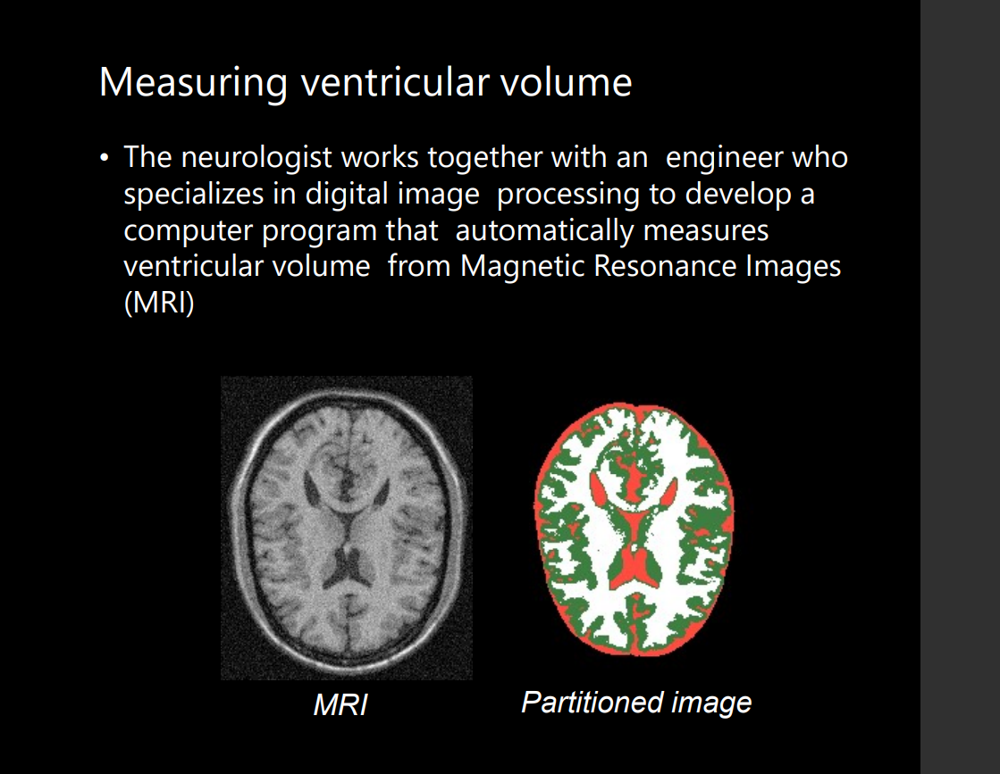 Measuring ventricular volume
• The neurologist works together with an  engineer who
specializes in digital image  processing to develop a
computer program that  automatically measures
ventricular volume  from Magnetic Resonance Images
(MRI)
MRI
Partitioned image